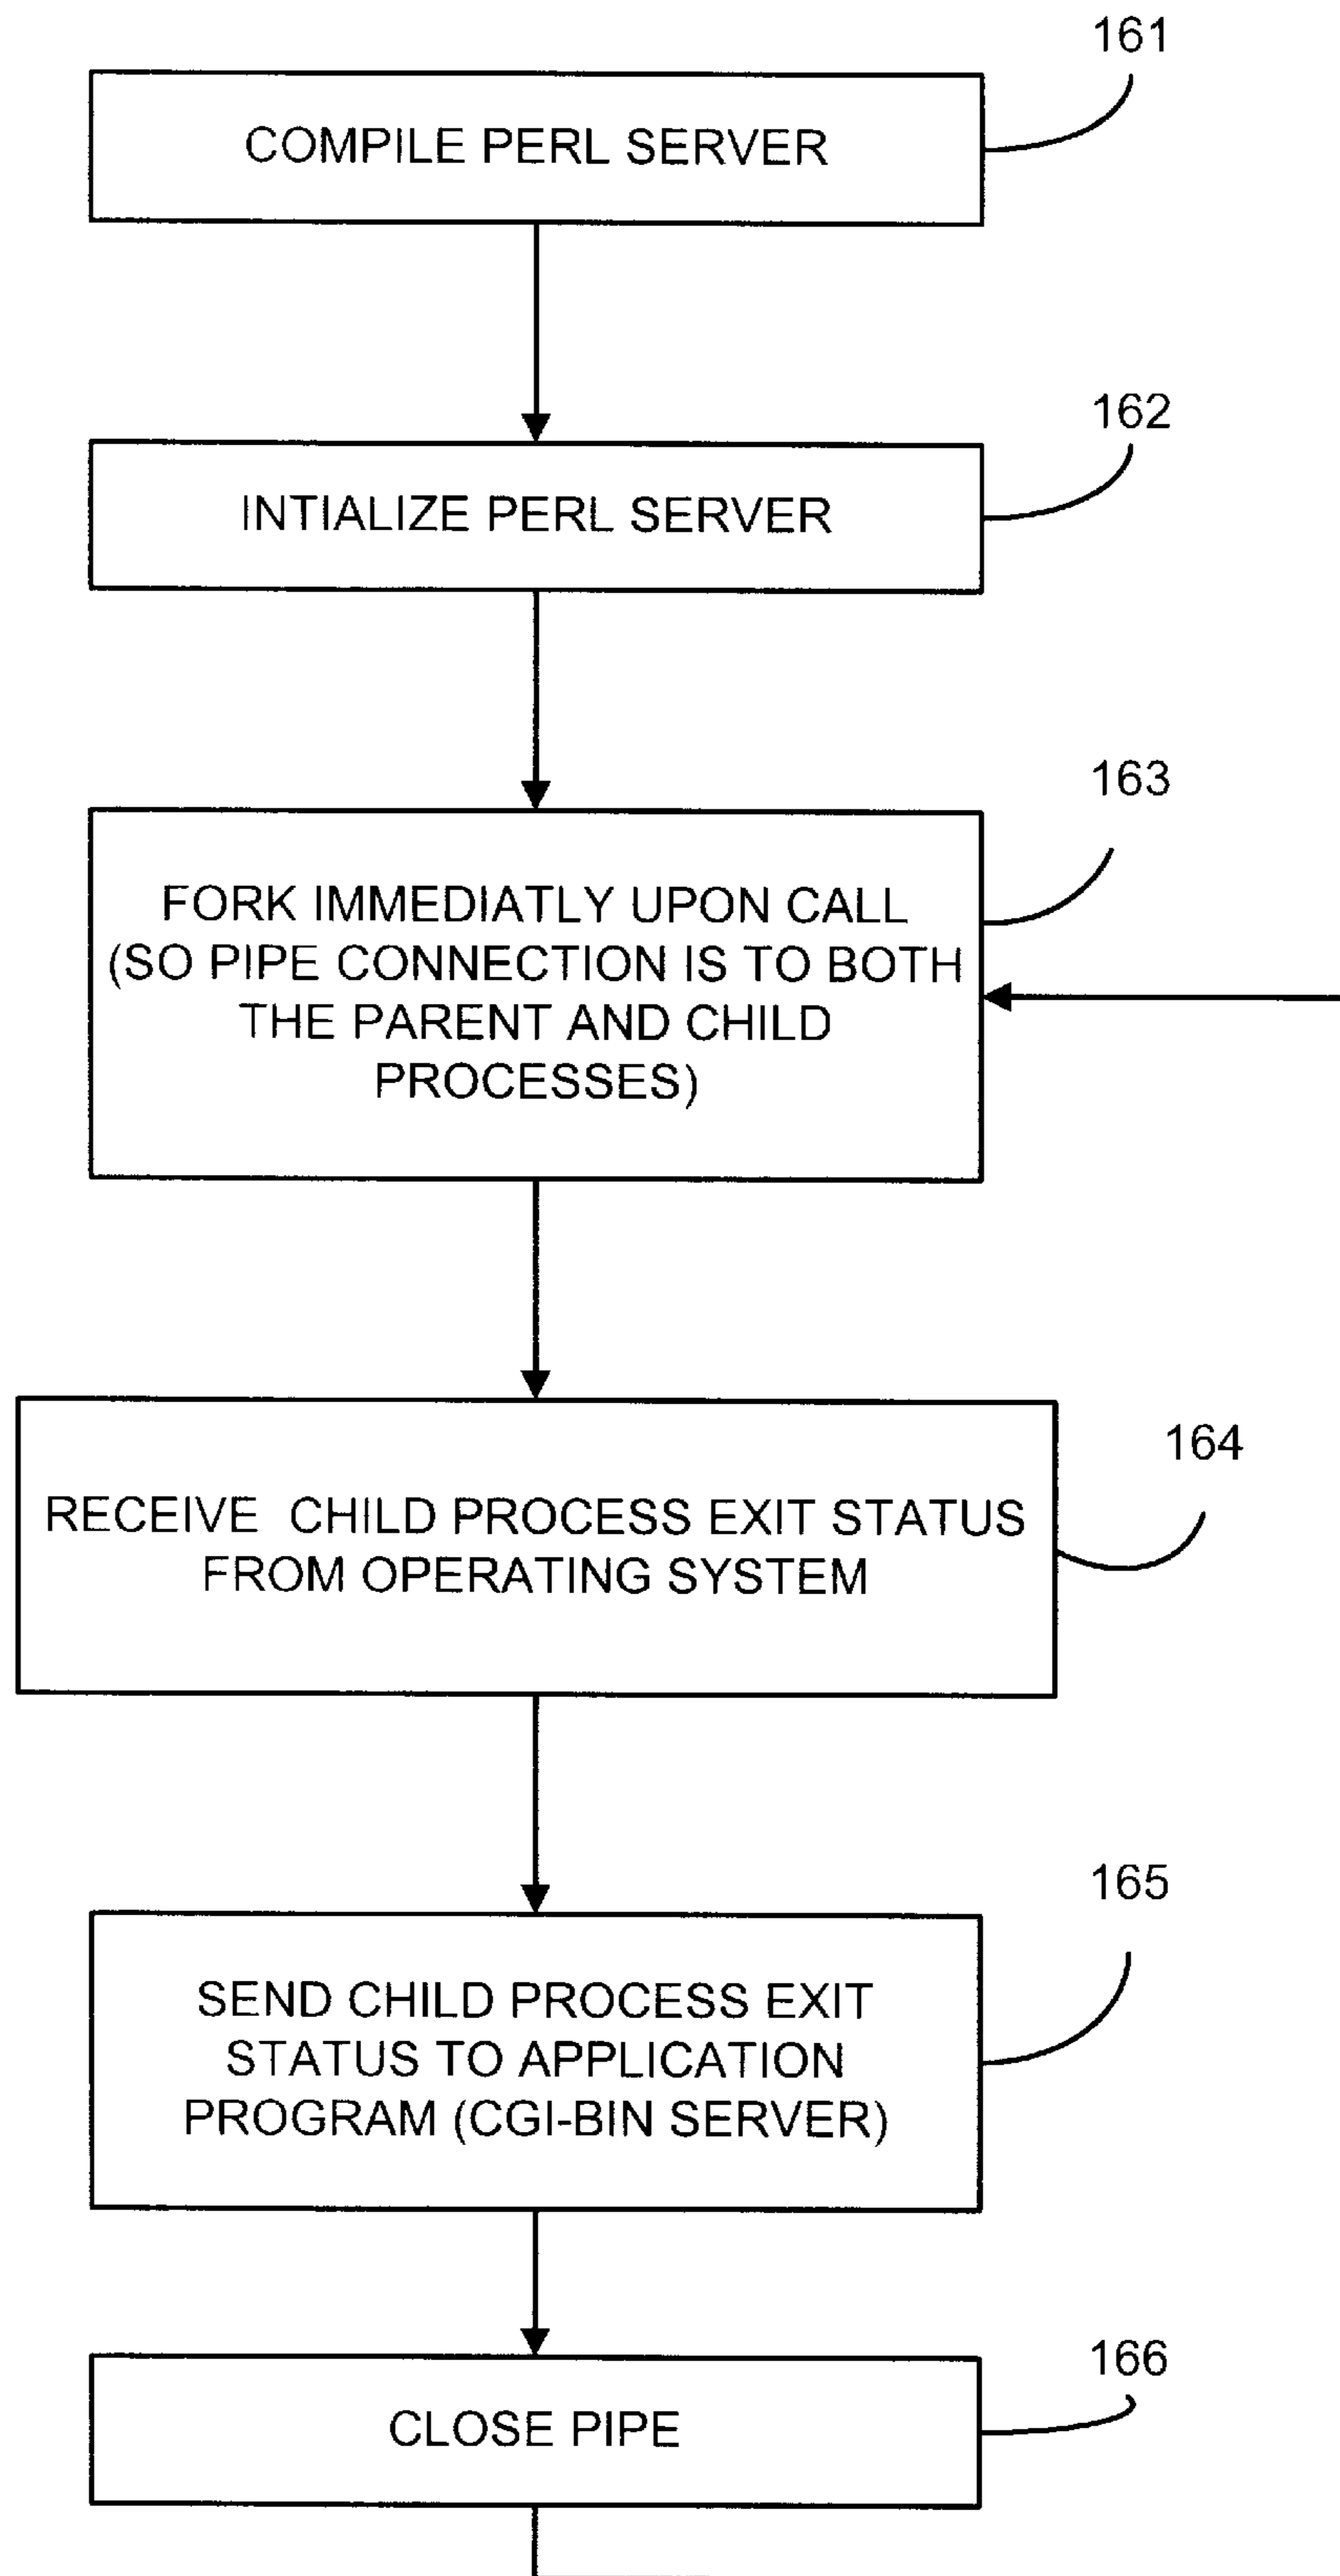 161
COMPILE PERL SERVER
162
INTIALIZE PERL SERVER
163
FORK IMMEDIATLY UPON CALL
(SO PIPE CONNECTION IS TO BOTH
THE PARENT AND CHILD
PROCESSES)
164
RECEIVE CHILD PROCESS EXIT STATUS
FROM OPERATING SYSTEM
165
SEND CHILD PROCESS EXIT
STATUS TO APPLICATION
PROGRAM (CGI-BIN SERVER)
166
CLOSE PIPE